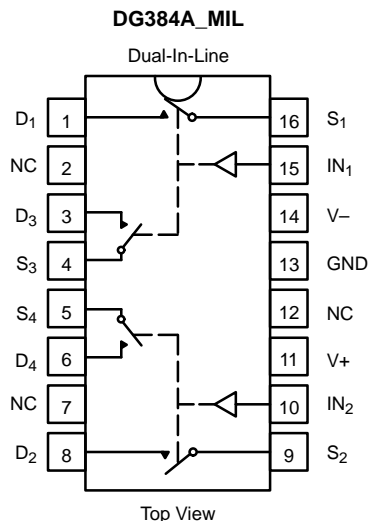 DG384A_MIL
Dual-In-Line
D1 1 16 S1
NC 2 15 IN1
D3 3 14 V–
S3 4 13 GND
S4 5 12 NC
D4 6 11 V+
NC 7 10 IN2
D2 8 9 S2
Top View